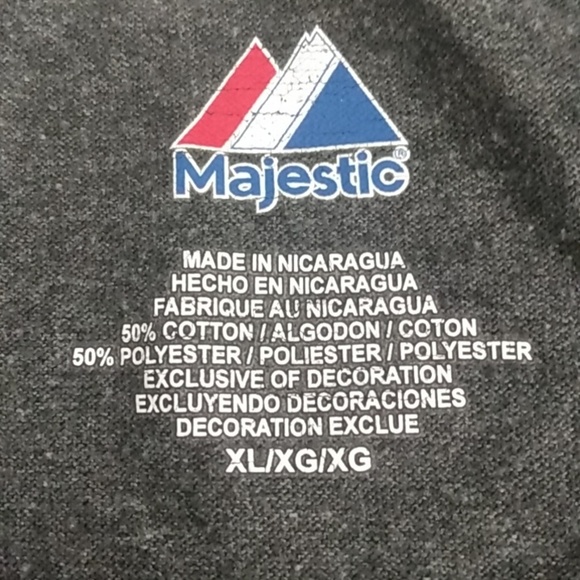 Majestic®
MADE IN NICARAGUA
HECHO EN NICARAGUA
FABRIQUE AU NICARAGUA
50% COTTON / ALGODON / COTON
50% POLYESTER / POLIESTER / POLYESTER
EXCLUSIVE OF DECORATION
EXCLUYENDO DECORACIONES
DECORATION EXCLUE
XL/XG/XG